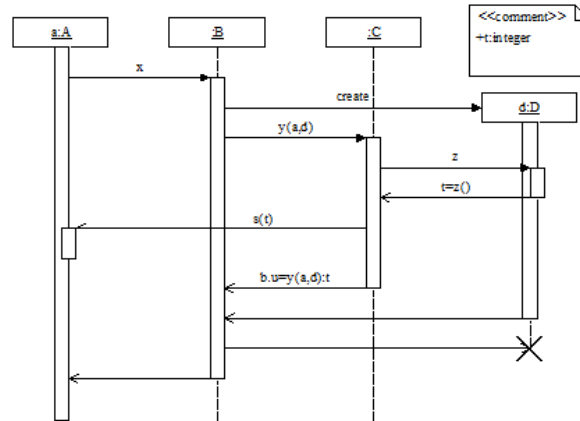 <<comment>>
+t:integer
a:A
:B
:C
x
create
d:D
y(a,d)
z
t=z()
s(t)
b.u=y(a,d):t